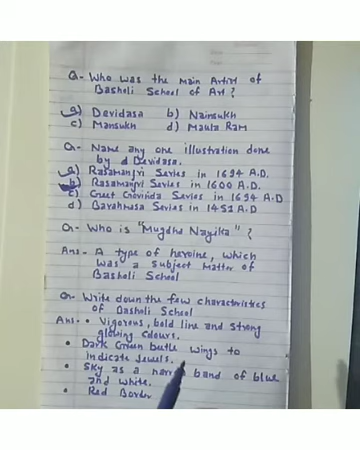 Q- Who was the main Artist of
Basholi School of Art?
a) Devidasa b) Nainsukh
c) Mansukh d) Maula Ram
Q- Name any one illustration done
by d Devidasa.
a) Rasamanjri Series in 1694 A.D.
b) Rasamanjri Series in 1600 A.D.
c) Geet Govinda Series in 1694 A.D
d) Barahmasa Series in 1452 A.D
Q- Who is "Mugdha Nayika"?
Ans- A type of heroine, which
was a subject matter of
Basholi School
Q- Write down the few characteristics
of Basholi School
Ans- • Vigorous, bold line and strong
glowing colours.
• Dark Green beetle wings to
indicate Jewels.
• Sky as a band of blue
and white.
• Red Border